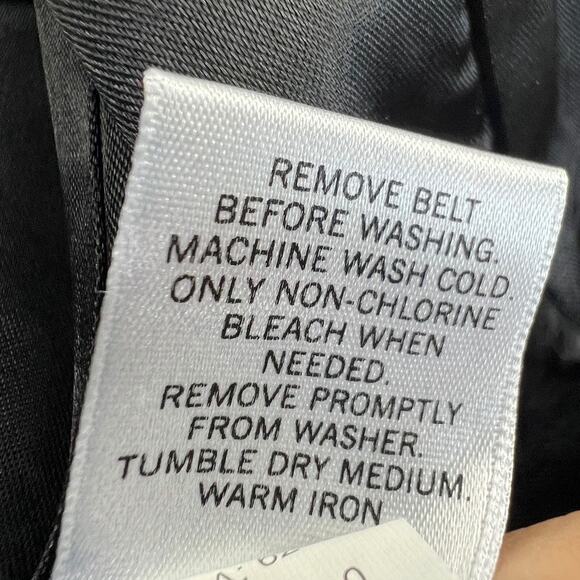 REMOVE BELT
BEFORE WASHING.
MACHINE WASH COLD.
ONLY NON-CHLORINE
BLEACH WHEN
NEEDED.
REMOVE PROMPTLY
FROM WASHER.
TUMBLE DRY MEDIUM.
WARM IRON